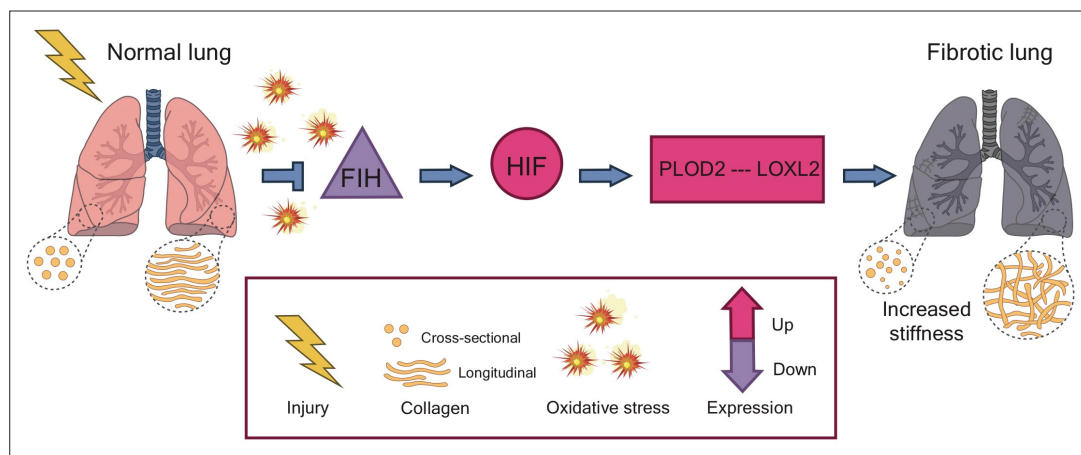 Normal lung
Fibrotic lung
FIH
HIF
PLOD2 --- LOXL2
Increased
stiffness
Cross-sectional
Longitudinal
Up
Down
Injury
Collagen
Oxidative stress
Expression